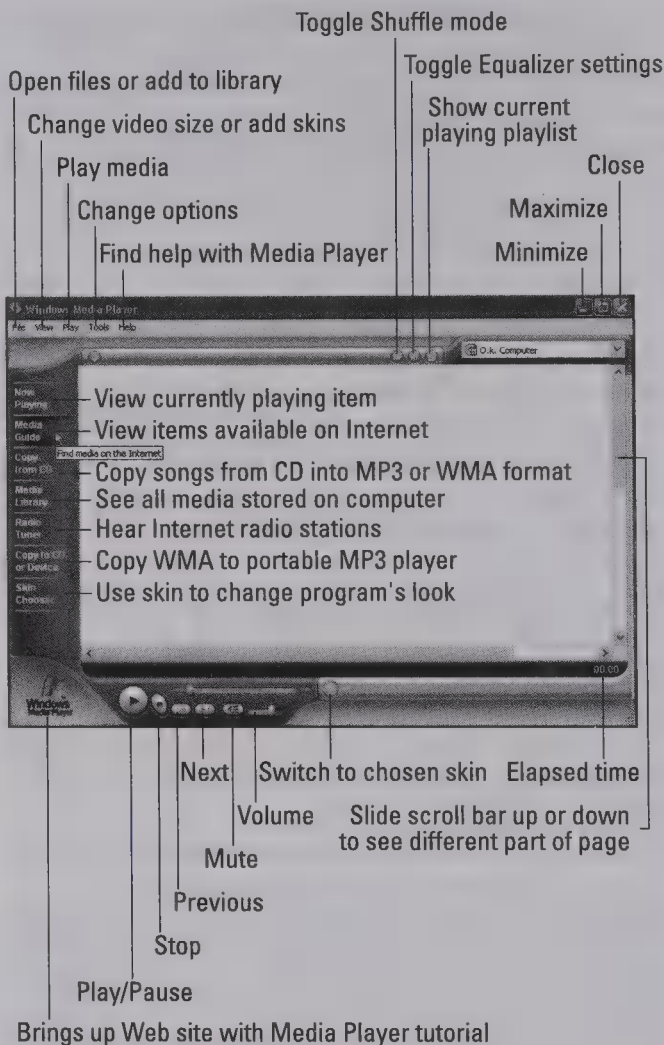 Toggle Shuffle mode
Open files or add to library
Toggle Equalizer settings
Change video size or add skins
Show current
playing playlist
Play media
Close
Change options
Maximize
Find help with Media Player
Minimize
Windows Media Player
File View Play Tools Help
O.k. Computer
Now
Playing
View currently playing item
Media
Guide
View items available on Internet
Find media on the Internet
Copy
from CD
Copy songs from CD into MP3 or WMA format
Media
Library
See all media stored on computer
Radio
Tuner
Hear Internet radio stations
Copy to CD
or Device
Copy WMA to portable MP3 player
Skin
Chooser
Use skin to change program's look
00:00
Windows
Media Player
Next
Switch to chosen skin
Elapsed time
Volume
Slide scroll bar up or down
to see different part of page
Mute
Previous
Stop
Play/Pause
Brings up Web site with Media Player tutorial